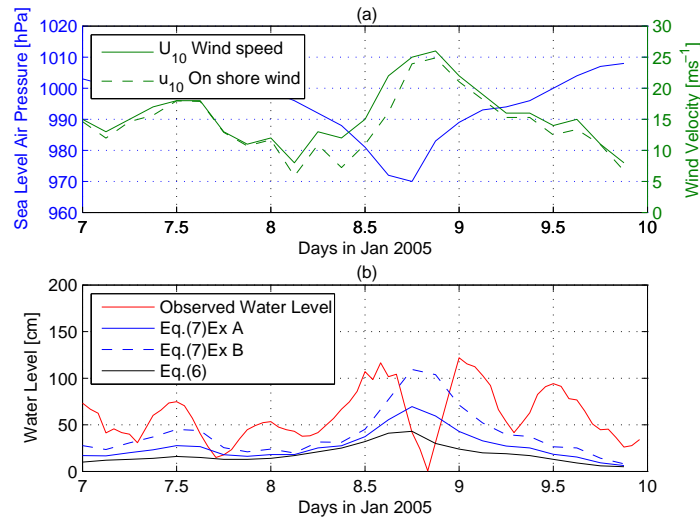 (a)
1020
1010
1000
990
980
970
960
Sea Level Air Pressure [hPa]
U10 Wind speed
u10 On shore wind
30
25
20
15
10
5
0
Wind Velocity [ms−1]
7
7.5
8
8.5
9
9.5
10
Days in Jan 2005
(b)
200
150
100
50
0
Water Level [cm]
Observed Water Level
Eq.(7)Ex A
Eq.(7)Ex B
Eq.(6)
7
7.5
8
8.5
9
9.5
10
Days in Jan 2005